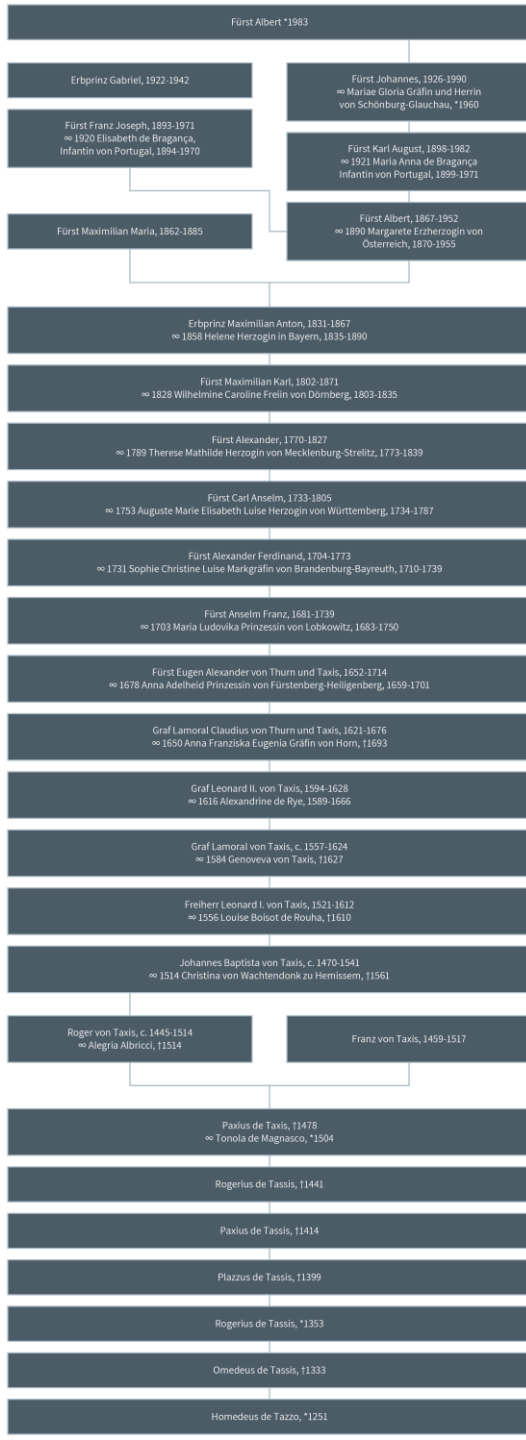 Fürst Albert *1983
Erbprinz Gabriel, 1922-1942
Fürst Johannes, 1926-1990
∞ Mariae Gloria Gräfin und Herrin
von Schönburg-Glauchau, *1960
Fürst Franz Joseph, 1893-1971
∞ 1920 Elisabeth de Bragança,
Infantin von Portugal, 1894-1970
Fürst Karl August, 1898-1982
∞ 1921 Maria Anna de Bragança
Infantin von Portugal, 1899-1971
Fürst Maximilian Maria, 1862-1885
Fürst Albert, 1867-1952
∞ 1890 Margarete Erzherzogin von
Österreich, 1870-1955
Erbprinz Maximilian Anton, 1831-1867
∞ 1858 Helene Herzogin in Bayern, 1835-1890
Fürst Maximilian Karl, 1802-1871
∞ 1828 Wilhelmine Caroline Freiin von Dörnberg, 1803-1835
Fürst Alexander, 1770-1827
∞ 1789 Therese Mathilde Herzogin von Mecklenburg-Strelitz, 1773-1839
Fürst Carl Anselm, 1733-1805
∞ 1753 Auguste Marie Elisabeth Luise Herzogin von Württemberg, 1734-1787
Fürst Alexander Ferdinand, 1704-1773
∞ 1731 Sophie Christine Luise Markgräfin von Brandenburg-Bayreuth, 1710-1739
Fürst Anselm Franz, 1681-1739
∞ 1703 Maria Ludovika Prinzessin von Lobkowitz, 1683-1750
Fürst Eugen Alexander von Thurn und Taxis, 1652-1714
∞ 1678 Anna Adelheid Prinzessin von Fürstenberg-Heiligenberg, 1659-1701
Graf Lamoral Claudius von Thurn und Taxis, 1621-1676
∞ 1650 Anna Franziska Eugenia Gräfin von Horn, †1693
Graf Leonard II. von Taxis, 1594-1628
∞ 1616 Alexandrine de Rye, 1589-1666
Graf Lamoral von Taxis, c. 1557-1624
∞ 1584 Genoveva von Taxis, †1627
Freiherr Leonard I. von Taxis, 1521-1612
∞ 1556 Louise Boisot de Rouha, †1610
Johannes Baptista von Taxis, c. 1470-1541
∞ 1514 Christina von Wachtendonk zu Hemissem, †1561
Roger von Taxis, c. 1445-1514
∞ Alegria Albricci, †1514
Franz von Taxis, 1459-1517
Paxius de Taxis, †1478
∞ Tonola de Magnasco, *1504
Rogerius de Tassis, †1441
Paxius de Tassis, †1414
Plazzus de Tassis, †1399
Rogerius de Tassis, *1353
Omedeus de Tassis, †1333
Homedeus de Tazzo, *1251